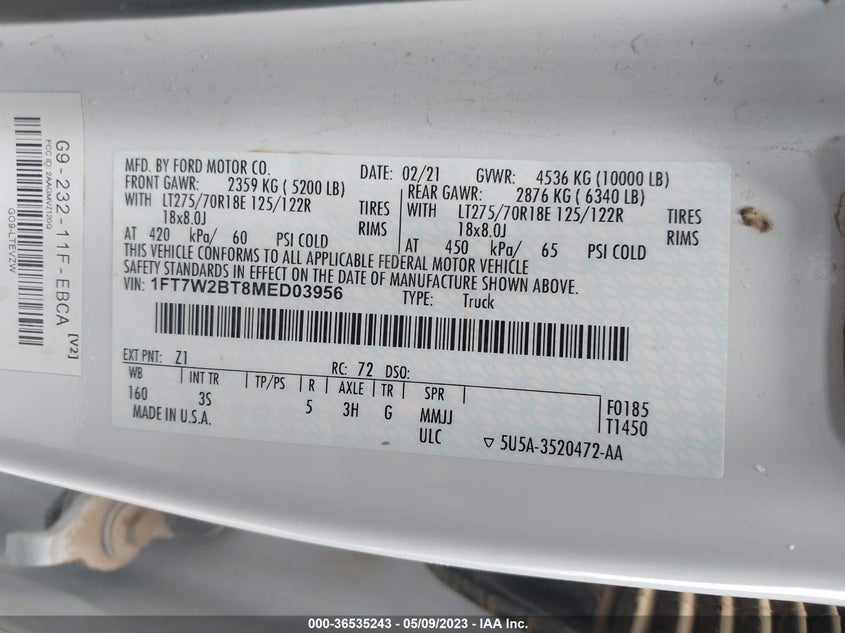 G9-232-11F-EBCA [V2]
FCC ID: 2AAGMVZ120IQ
GO9-LTEVZW
MFD. BY FORD MOTOR CO.
DATE: 02/21 GVWR: 4536 KG (10000 LB)
FRONT GAWR: 2359 KG ( 5200 LB)
WITH LT275/70R18E 125/122R TIRES
18x8.0J RIMS
AT 420 kPa/ 60 PSI COLD
REAR GAWR: 2876 KG ( 6340 LB)
WITH LT275/70R18E 125/122R TIRES
18x8.0J RIMS
AT 450 kPa/ 65 PSI COLD
THIS VEHICLE CONFORMS TO ALL APPLICABLE FEDERAL MOTOR VEHICLE
SAFETY STANDARDS IN EFFECT ON THE DATE OF MANUFACTURE SHOWN ABOVE.
VIN: 1FT7W2BT8MED03956 TYPE: Truck
EXT PNT: Z1 RC: 72 DSO:
WB INT TR TP/PS R AXLE TR SPR
160 3S 5 3H G MMJJ F0185
ULC T1450
MADE IN U.S.A.
5U5A-3520472-AA
000-36535243 - 05/09/2023 - IAA Inc.